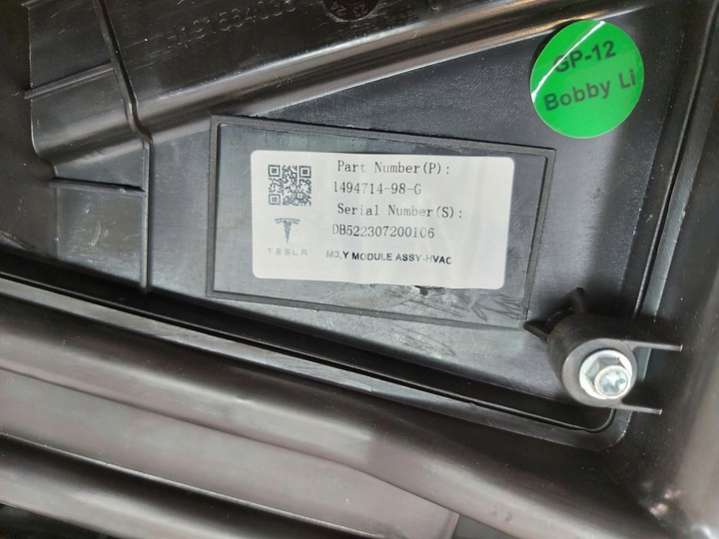 GP-12
Bobby Li
Part Number(P):
1494714-98-G
Serial Number(S):
DB522307200106
TESLA
M3,Y MODULE ASSY-HVAC